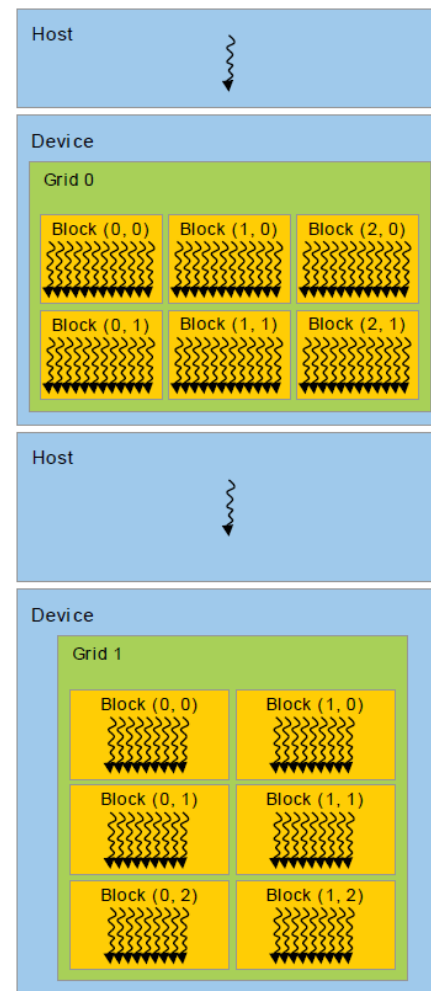 Host
Device
Grid 0
Block (0, 0) Block (1, 0) Block (2, 0)
Block (0, 1) Block (1, 1) Block (2, 1)
Host
Device
Grid 1
Block (0, 0) Block (1, 0)
Block (0, 1) Block (1, 1)
Block (0, 2) Block (1, 2)